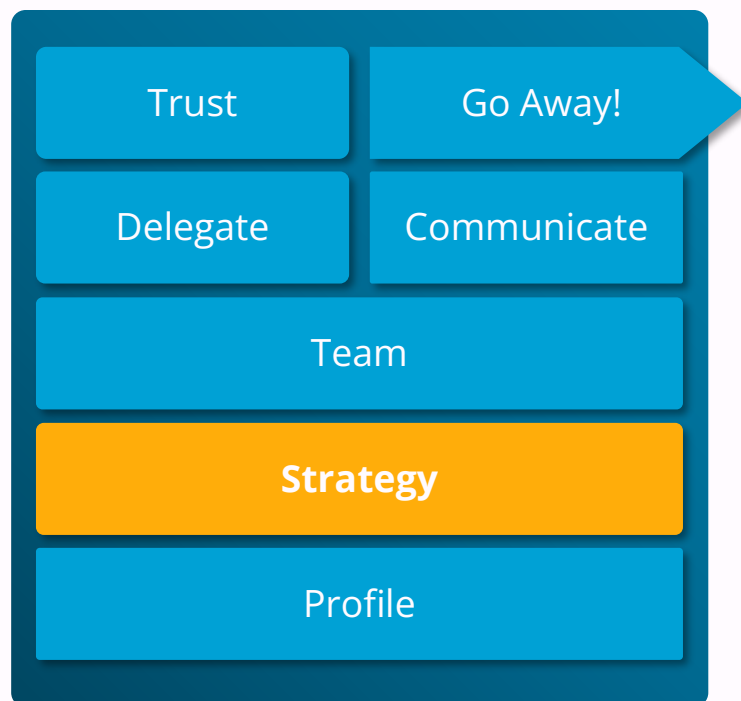 Trust
Go Away!
Delegate
Communicate
Team
Strategy
Profile